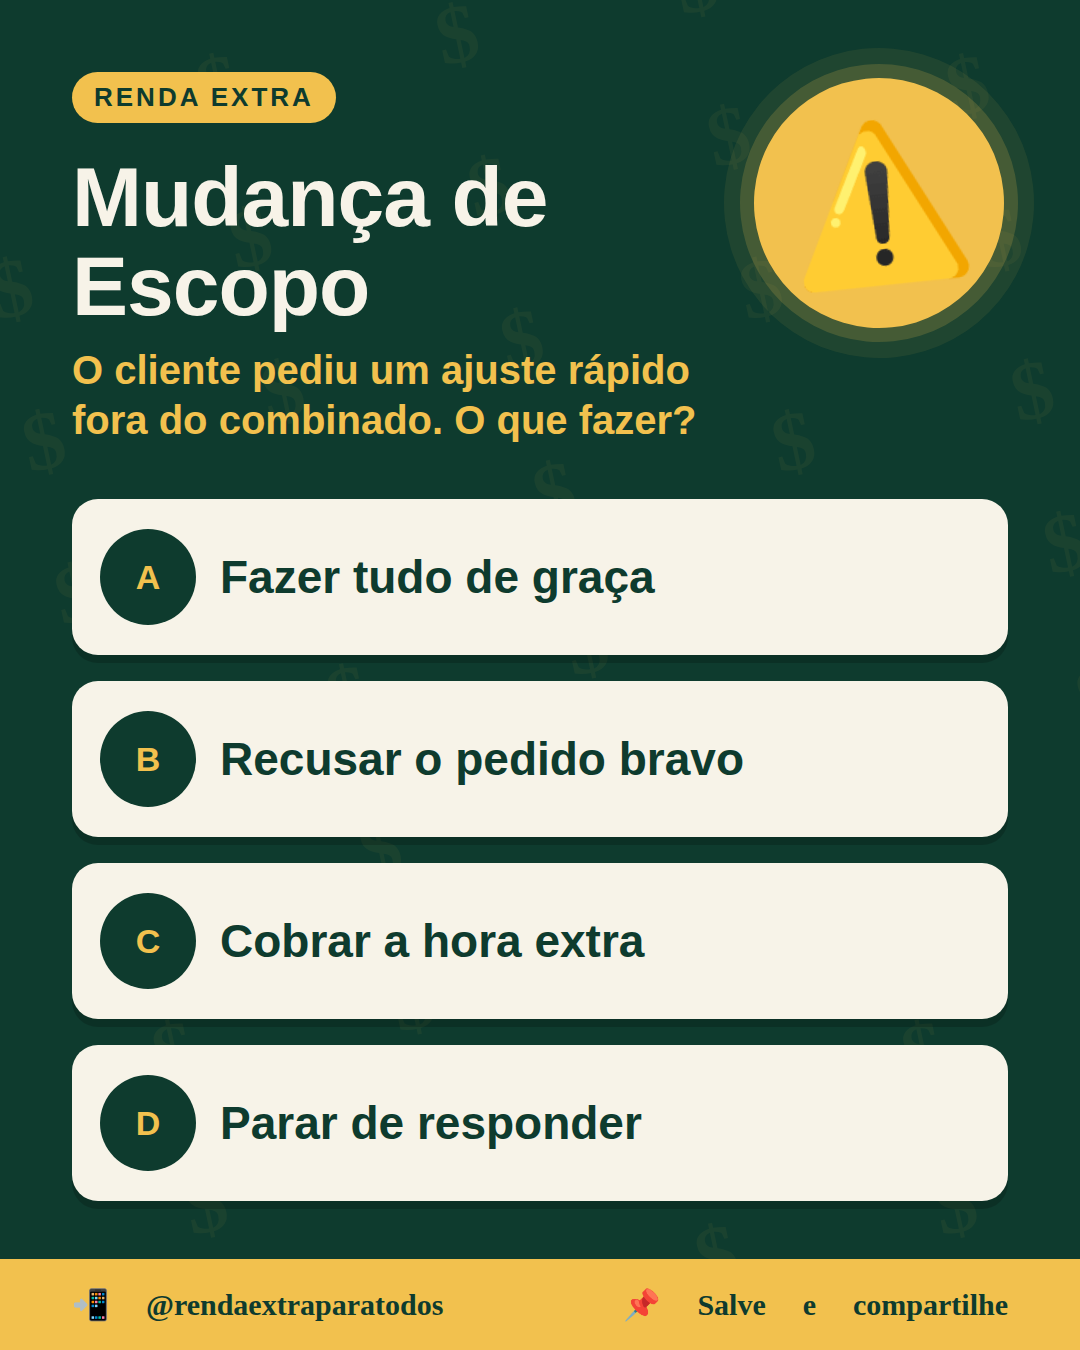 RENDA EXTRA
Mudança de
Escopo
O cliente pediu um ajuste rápido
fora do combinado. O que fazer?
A Fazer tudo de graça
B Recusar o pedido bravo
C Cobrar a hora extra
D Parar de responder
@rendaextraparatodos Salve e compartilhe